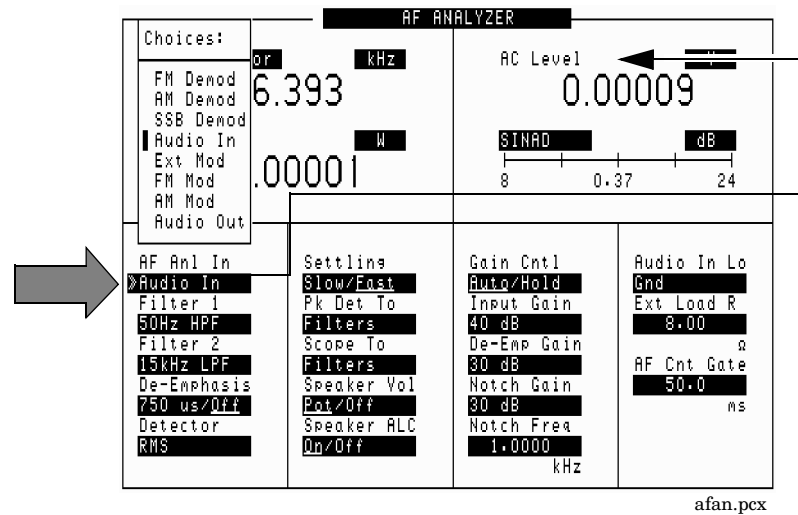 AF ANALYZER
Choices:
FM Demod
AM Demod
SSB Demod
Audio In
Ext Mod
FM Mod
AM Mod
Audio Out
or kHz
6.393
W
.00001
AC Level
0.00009
SINAD dB
8 0.37 24
AF Anl In
»Audio In
Filter 1
50Hz HPF
Filter 2
15kHz LPF
De-Emphasis
750 us/Off
Detector
RMS
Settling
Slow/Fast
Pk Det To
Filters
Scope To
Filters
Speaker Vol
Pot/Off
Speaker ALC
On/Off
Gain Cntl
Auto/Hold
Input Gain
40 dB
De-Emp Gain
30 dB
Notch Gain
30 dB
Notch Freq
1.0000
kHz
Audio In Lo
Gnd
Ext Load R
8.00
Ω
AF Cnt Gate
50.0
ms
afan.pcx